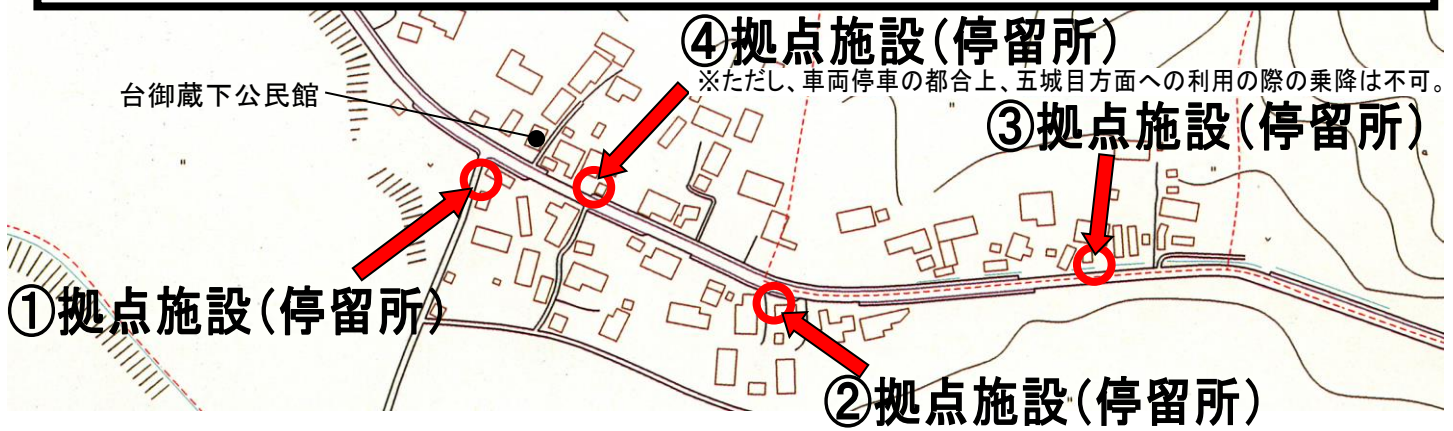 ④拠点施設(停留所)
※ただし、車両停車の都合上、五城目方面への利用の際の乗降は不可。
台御蔵下公民館
③拠点施設(停留所)
①拠点施設(停留所)
②拠点施設(停留所)